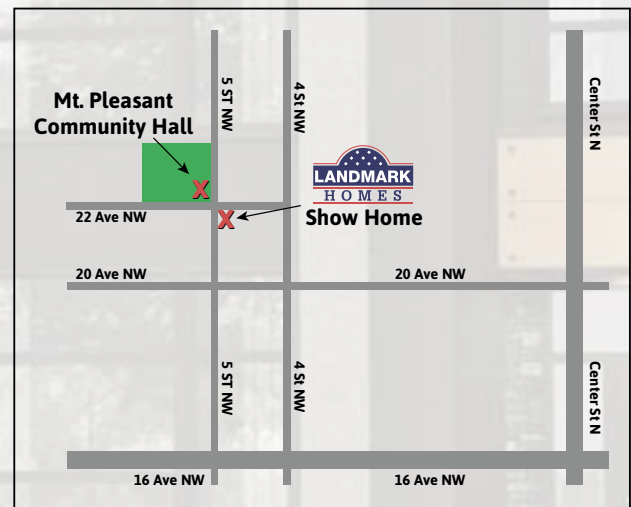 5 ST NW
4 St NW
Center St N
Mt. Pleasant
Community Hall
X
LANDMARK
HOMES
22 Ave NW
X
Show Home
20 Ave NW
20 Ave NW
5 ST NW
4 St NW
Center St N
16 Ave NW
16 Ave NW